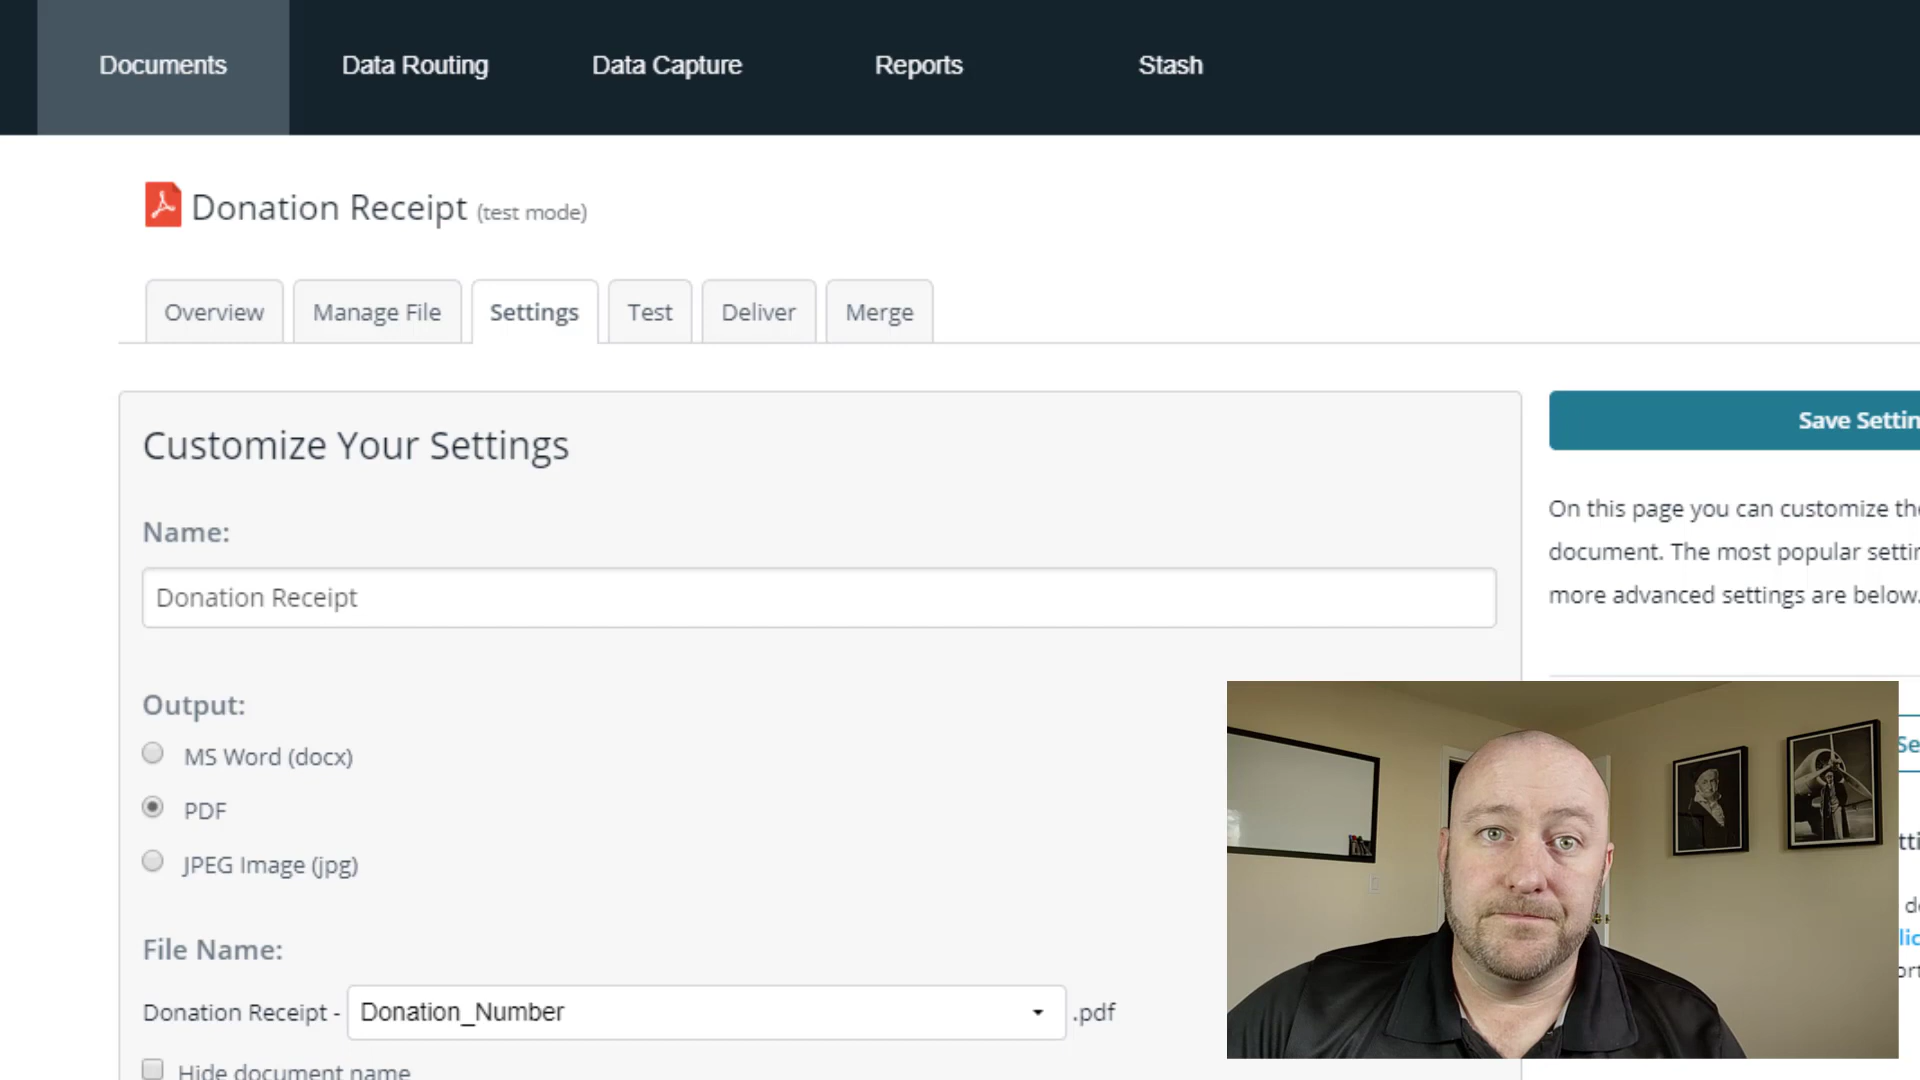 Documents Data Routing Data Capture Reports Stash
Donation Receipt (test mode)
Overview Manage File Settings Test Deliver Merge
Customize Your Settings
Save
Name:
On this page you can customize
document. The most popular
more advanced settings are below.
Donation Receipt
Output:
MS Word (docx)
PDF
JPEG Image (jpg)
File Name:
Donation Receipt - Donation_Number .pdf
Hide document name